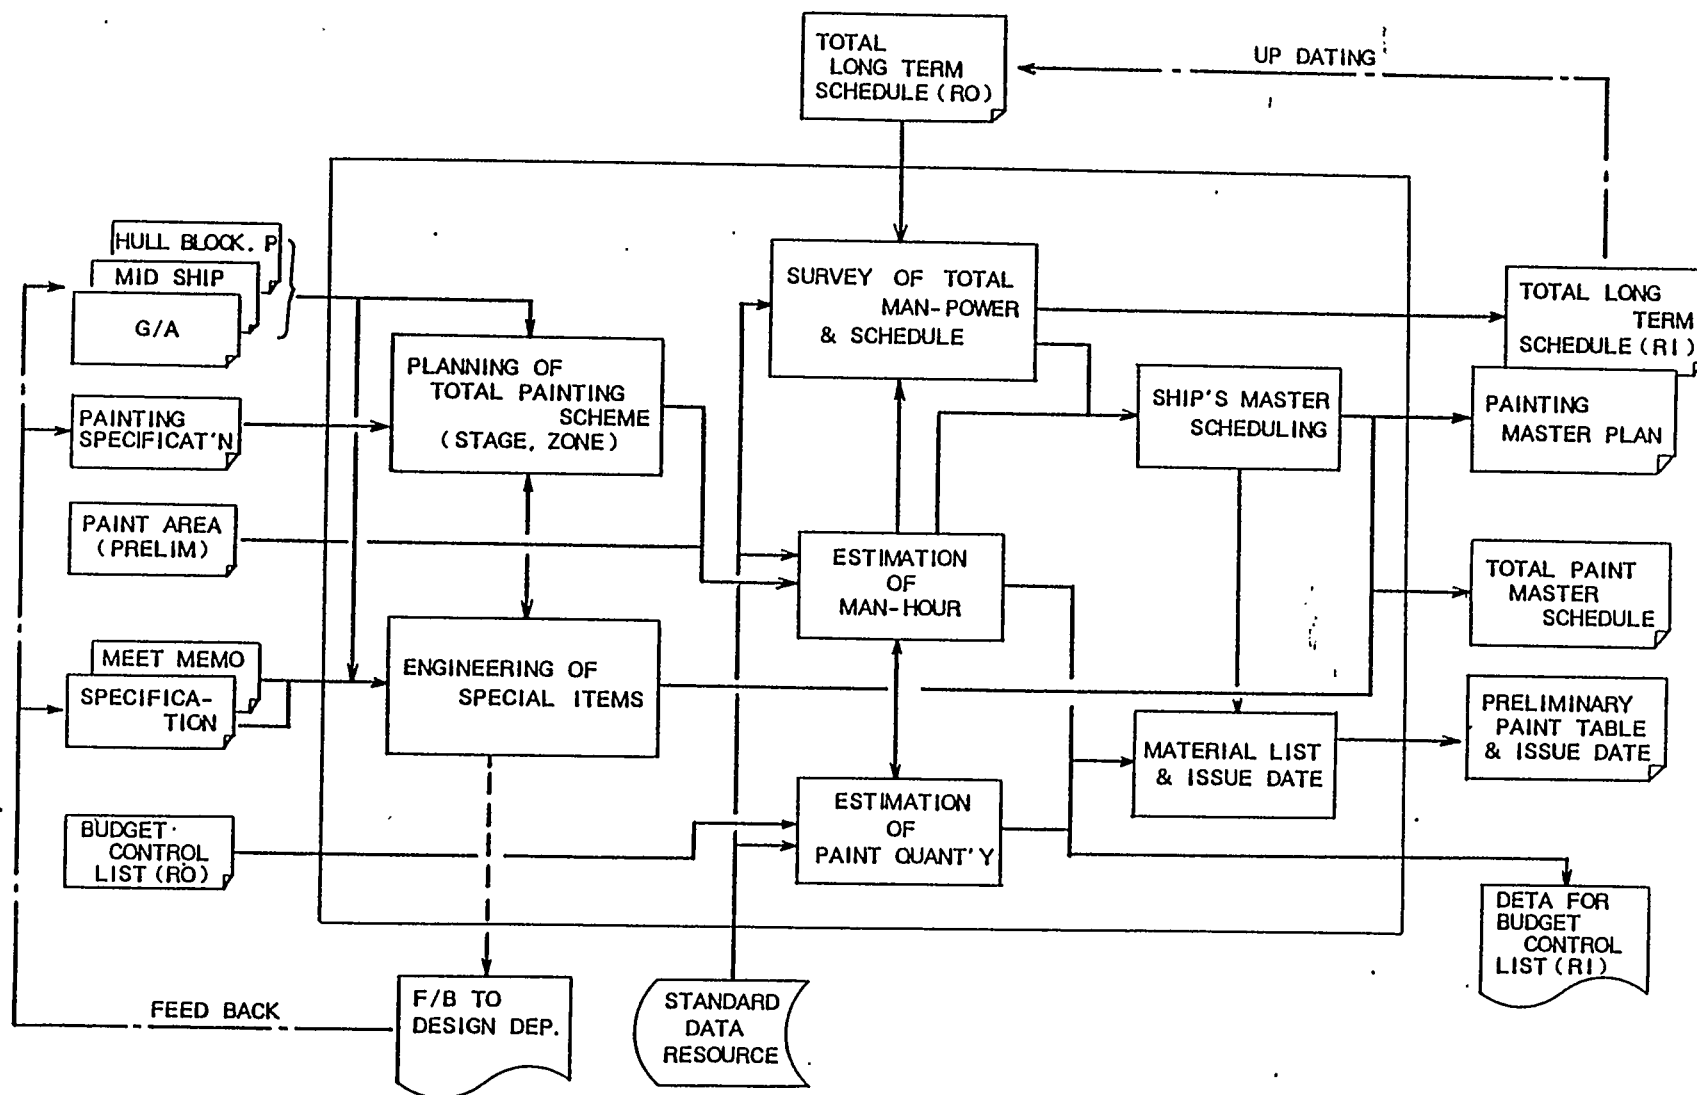 TOTAL
LONG TERM
SCHEDULE (RO)
UP DATING
HULL BLOCK. P
MID SHIP
G/A
PAINTING
SPECIFICAT'N
PAINT AREA
(PRELIM)
MEET MEMO
SPECIFICA-
TION
BUDGET
CONTROL
LIST (RO)
PLANNING OF
TOTAL PAINTING
SCHEME
(STAGE, ZONE)
ENGINEERING OF
SPECIAL ITEMS
SURVEY OF TOTAL
MAN-POWER
& SCHEDULE
ESTIMATION
OF
MAN-HOUR
ESTIMATION
OF
PAINT QUANT'Y
SHIP'S MASTER
SCHEDULING
MATERIAL LIST
& ISSUE DATE
TOTAL LONG
TERM
SCHEDULE (RI)
PAINTING
MASTER PLAN
TOTAL PAINT
MASTER
SCHEDULE
PRELIMINARY
PAINT TABLE
& ISSUE DATE
DETA FOR
BUDGET
CONTROL
LIST (RI)
FEED BACK
F/B TO
DESIGN DEP.
STANDARD
DATA
RESOURCE